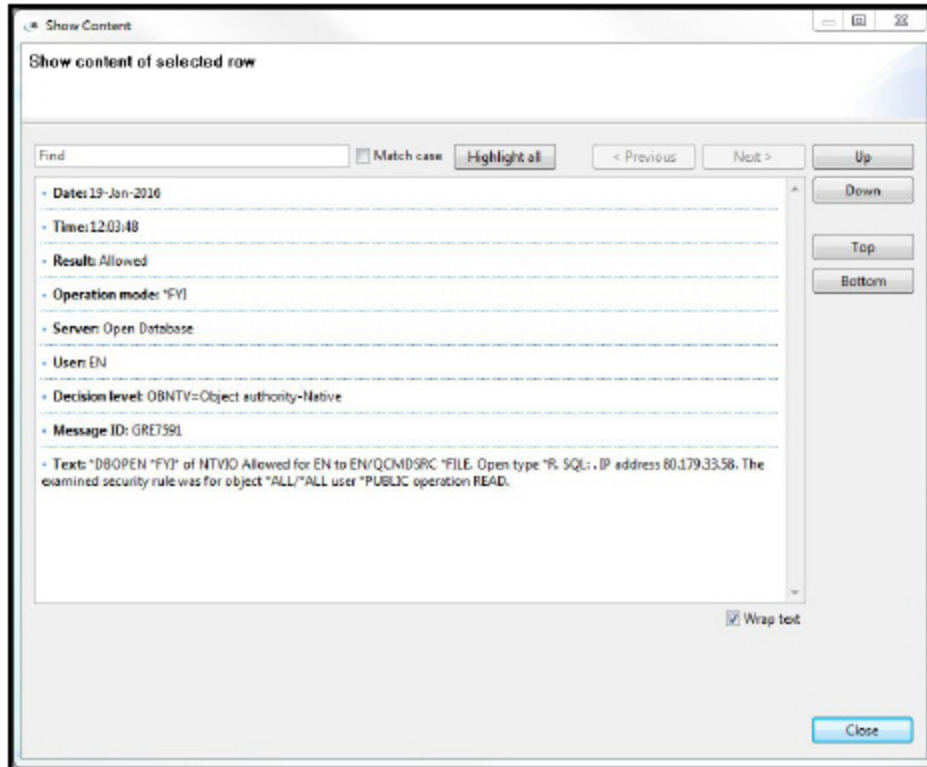 Show Content
Show content of selected row
Find
Match case
Highlight all
< Previous
Next >
Up
Down
Top
Bottom
Date: 19-Jan-2016
Time: 12:03:48
Result: Allowed
Operation mode: *FYI
Server: Open Database
User: EN
Decision level: OBNTV=Object authority-Native
Message ID: GRE7591
Text: *DBOPEN *FYI* of NTVIO Allowed for EN to EN/QCMDSRC *FILE. Open type *R. SQL: . IP address 80.179.33.58. The
examined security rule was for object *ALL/*ALL user *PUBLIC operation READ.
Wrap text
Close